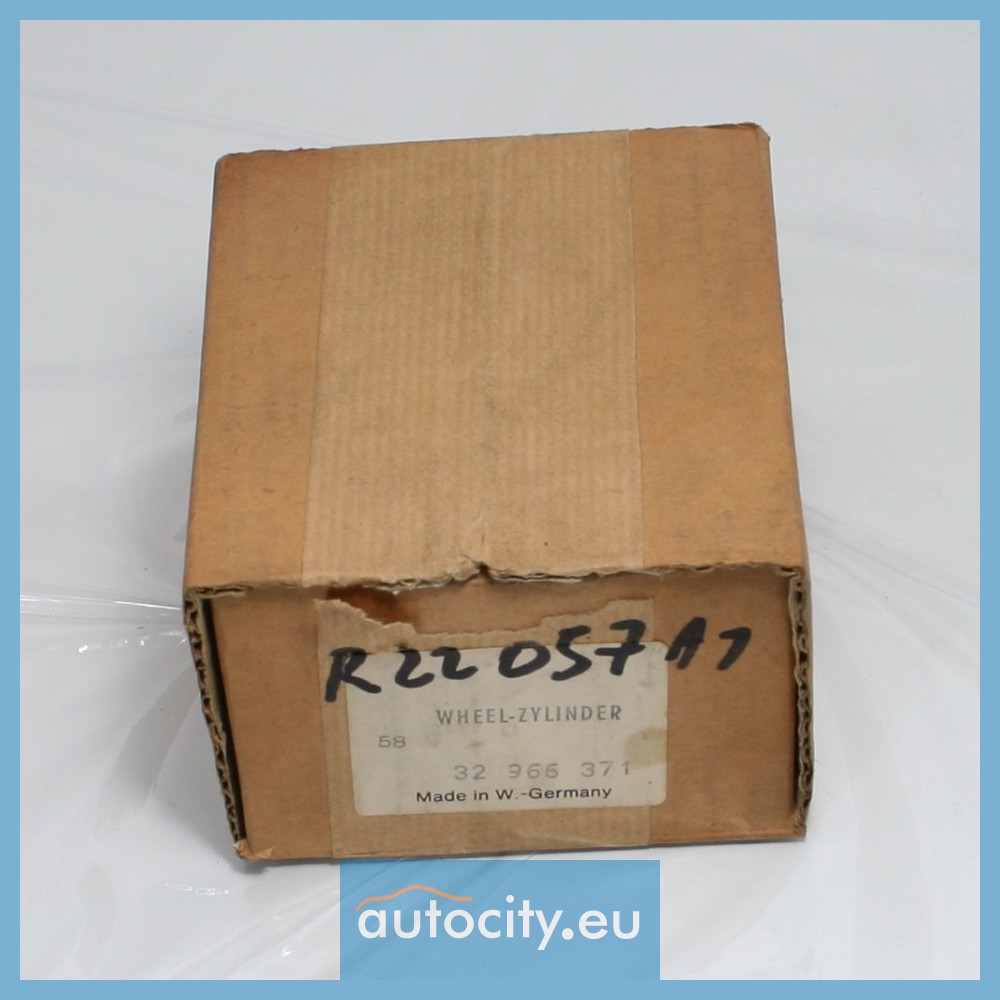 R22057A1
WHEEL-ZYLINDER
58
32 966 371
Made in W.-Germany
autocity.eu